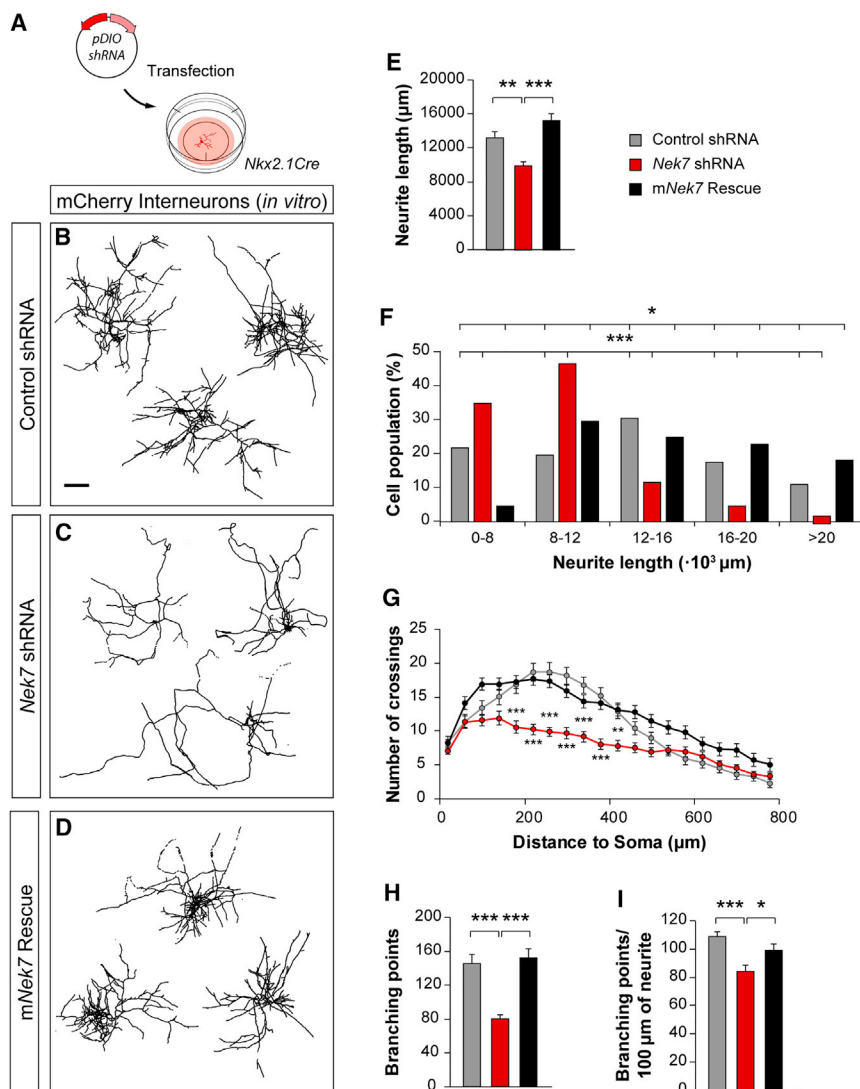 A
pDIO
shRNA
Transfection
Nkx2.1Cre
mCherry Interneurons (in vitro)
Control shRNA
B
Nek7 shRNA
C
mNek7 Rescue
D
E
Neurite length (µm)
20000
16000
12000
8000
4000
0
** ***
Control shRNA
Nek7 shRNA
mNek7 Rescue
F
*
***
Cell population (%)
50
40
30
20
10
0
0-8 8-12 12-16 16-20 >20
Neurite length (·10³ µm)
G
Number of crossings
25
20
15
10
5
0
*** *** *** **
*** *** ***
0 200 400 600 800
Distance to Soma (µm)
H
Branching points
200
160
120
80
40
0
*** ***
I
Branching points/
100 µm of neurite
120
100
80
60
40
20
0
*** *